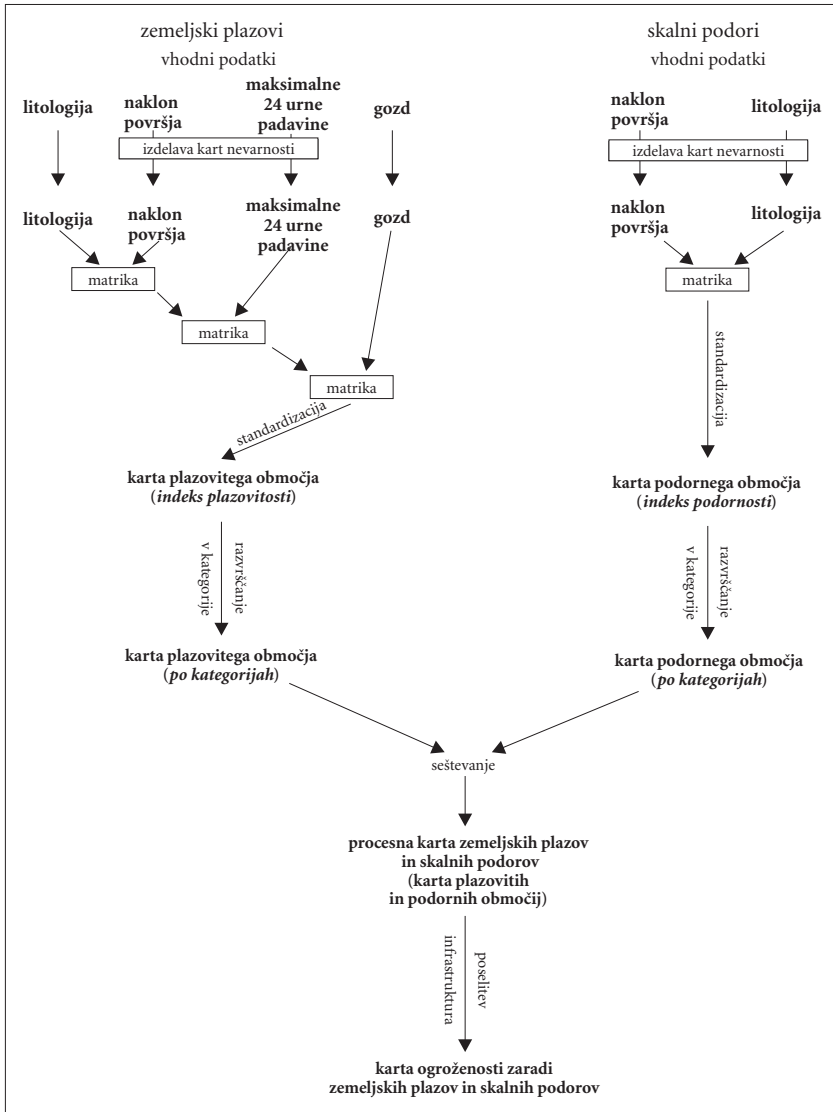 zemeljski plazovi
vhodni podatki
litologija
naklon
površja
maksimalne
24 urne
padavine
gozd
izdelava kart nevarnosti
litologija
naklon
površja
maksimalne
24 urne
padavine
gozd
matrika
matrika
matrika
standardizacija
karta plazovitega območja
(indeks plazovitosti)
razvrščanje
v kategorije
karta plazovitega območja
(po kategorijah)
skalni podori
vhodni podatki
naklon
površja
litologija
izdelava kart nevarnosti
naklon
površja
litologija
matrika
standardizacija
karta podornega območja
(indeks podornosti)
razvrščanje
v kategorije
karta podornega območja
(po kategorijah)
seštevanje
procesna karta zemeljskih plazov
in skalnih podorov
(karta plazovitih
in podornih območij)
poselitev
infrastruktura
karta ogroženosti zaradi
zemeljskih plazov in skalnih podorov